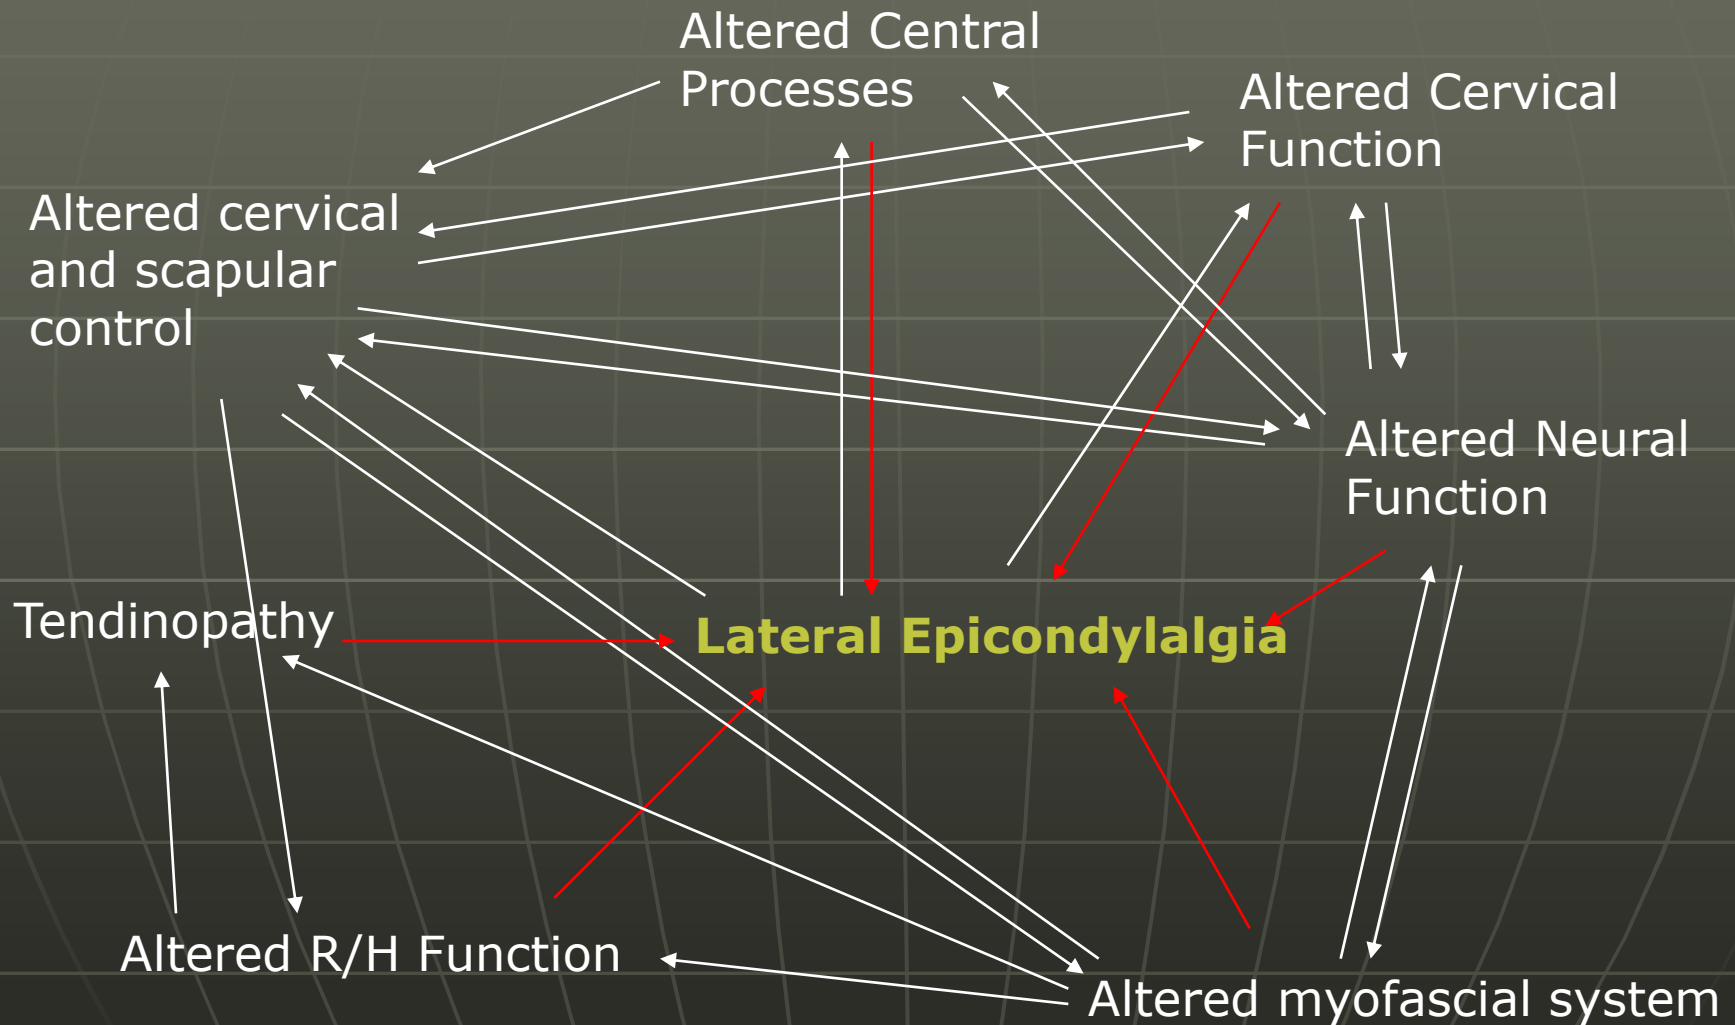 Altered Central
Processes
Altered Cervical
Function
Altered cervical
and scapular
control
Altered Neural
Function
Tendinopathy
Lateral Epicondylalgia
Altered R/H Function
Altered myofascial system